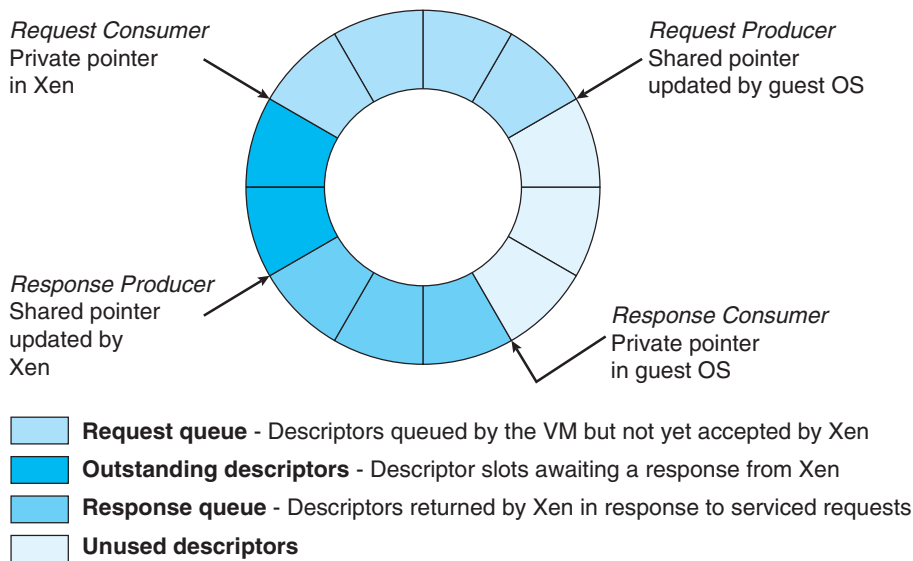 Request Consumer
Private pointer
in Xen
Request Producer
Shared pointer
updated by guest OS
Response Producer
Shared pointer
updated by
Xen
Response Consumer
Private pointer
in guest OS
Request queue - Descriptors queued by the VM but not yet accepted by Xen
Outstanding descriptors - Descriptor slots awaiting a response from Xen
Response queue - Descriptors returned by Xen in response to serviced requests
Unused descriptors